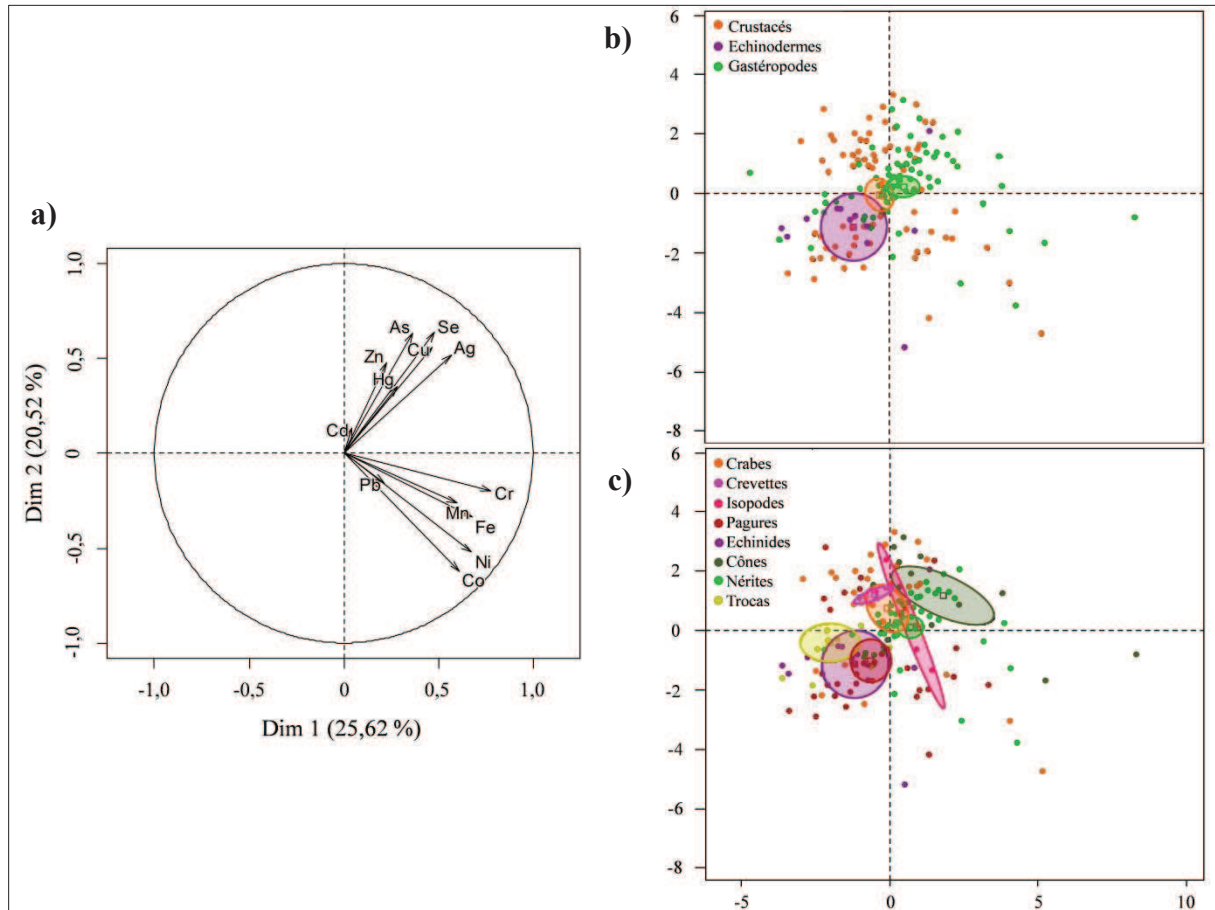 a)
1,0
0,5
0
-0,5
-1,0
Dim 2 (20,52 %)
As
Se
Cu
Ag
Zn
Hg
Cd
Pb
Cr
Mn
Fe
Ni
Co
-1,0
-0,5
0
0,5
1,0
Dim 1 (25,62 %)
b)
6
4
2
0
-2
-4
-6
-8
Crustacés
Echinodermes
Gastéropodes
c)
6
4
2
0
-2
-4
-6
-8
Crabes
Crevettes
Isopodes
Pagures
Echinides
Cônes
Nérites
Trocas
-5
0
5
10